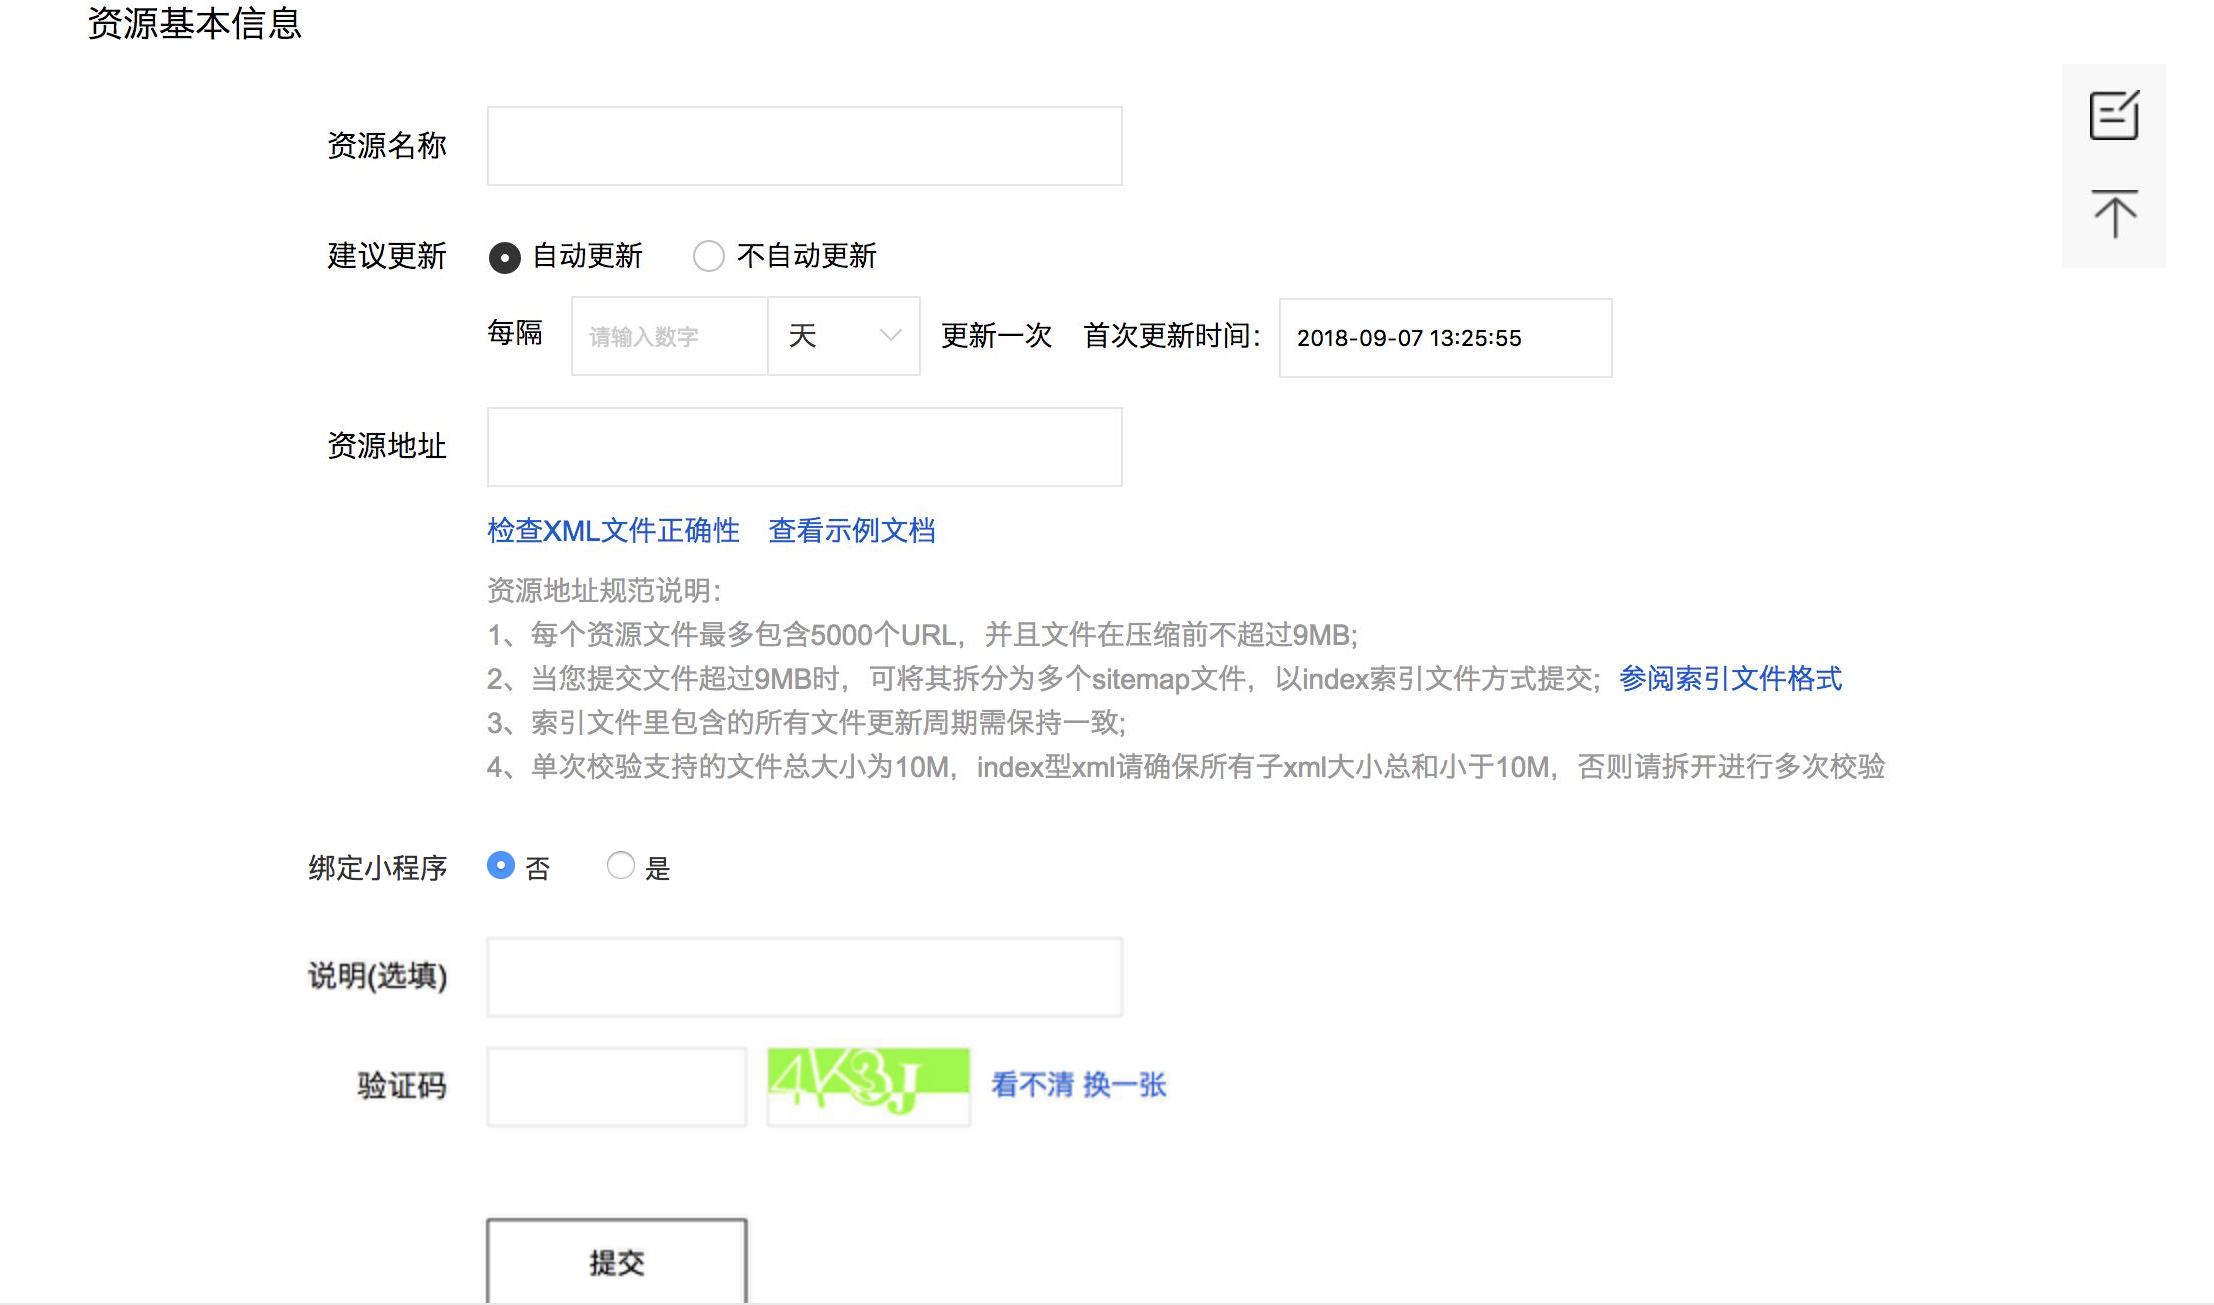 资源基本信息
资源名称
建议更新 自动更新 不自动更新
每隔 请输入数字 天 更新一次 首次更新时间： 2018-09-07 13:25:55
资源地址
检查XML文件正确性 查看示例文档
资源地址规范说明：
1、每个资源文件最多包含5000个URL，并且文件在压缩前不超过9MB;
2、当您提交文件超过9MB时，可将其拆分为多个sitemap文件，以index索引文件方式提交；参阅索引文件格式
3、索引文件里包含的所有文件更新周期需保持一致;
4、单次校验支持的文件总大小为10M，index型xml请确保所有子xml大小总和小于10M，否则请拆开进行多次校验
绑定小程序 否 是
说明(选填)
验证码 4K3J 看不清 换一张
提交